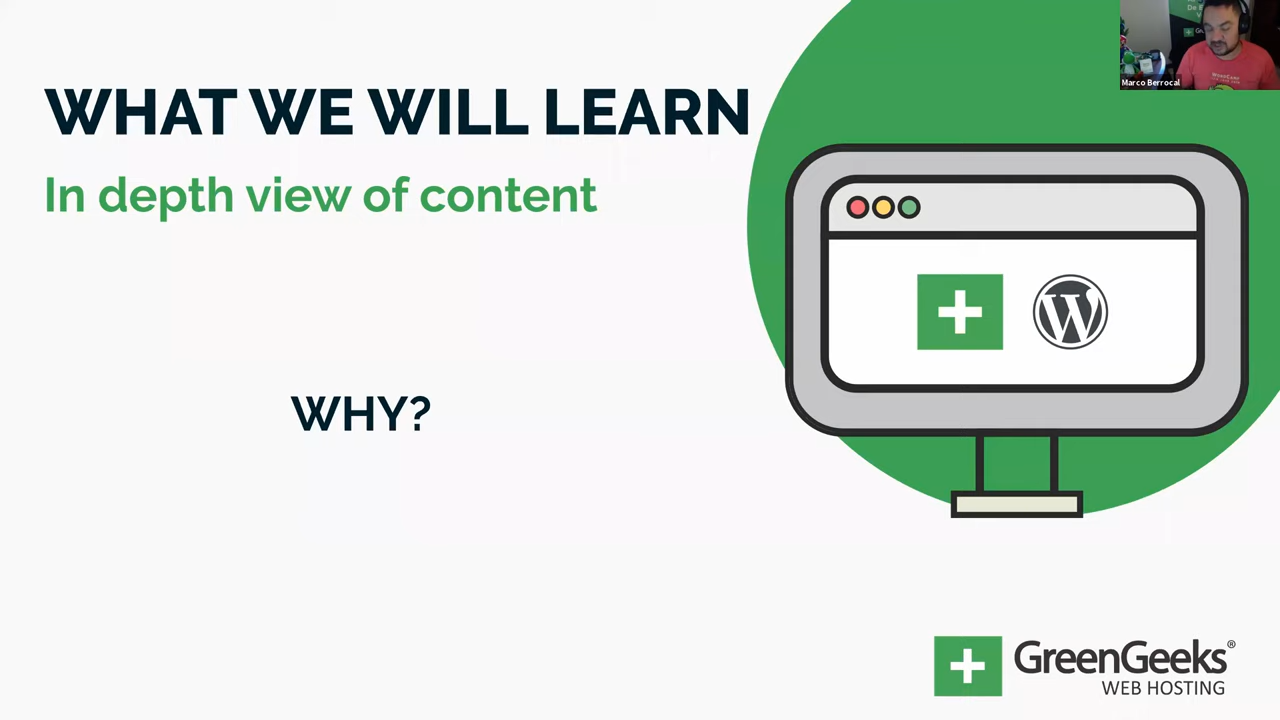 WHAT WE WILL LEARN
In depth view of content
WHY?
Marco Berrocal
GreenGeeks®
WEB HOSTING